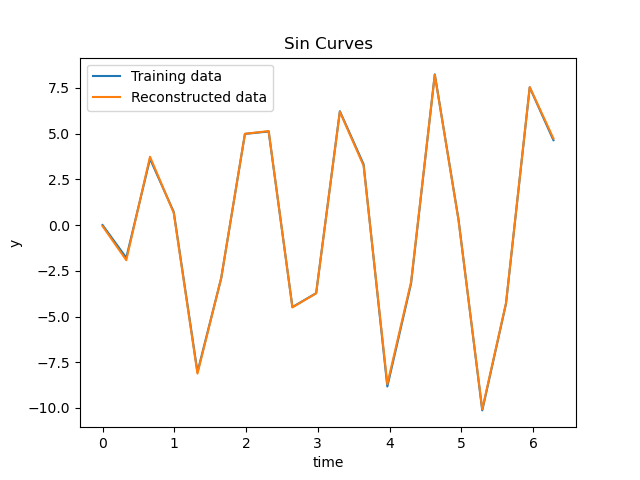 Sin Curves
Training data
Reconstructed data
7.5
5.0
2.5
0.0
−2.5
−5.0
−7.5
−10.0
y
0 1 2 3 4 5 6
time